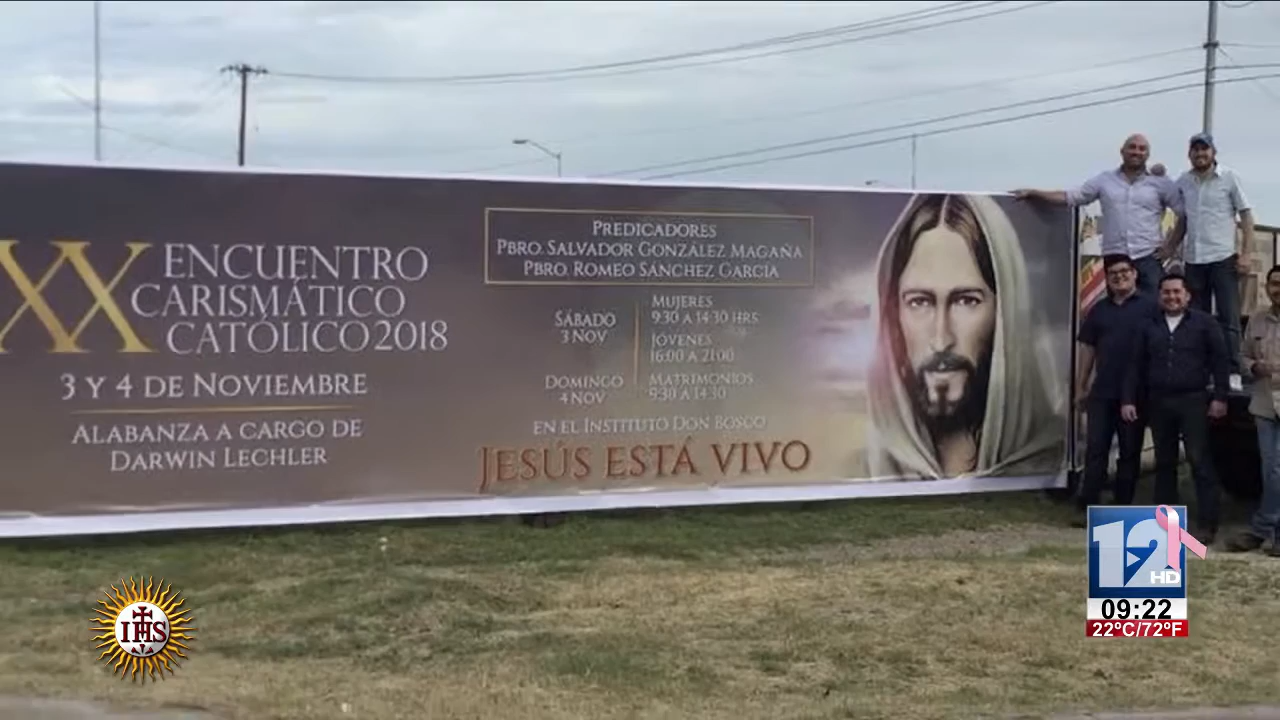 XX ENCUENTRO
CARISMÁTICO
CATÓLICO 2018
3 Y 4 DE NOVIEMBRE
ALABANZA A CARGO DE
DARWIN LECHLER
PREDICADORES
PBRO. SALVADOR GONZÁLEZ MAGAÑA
PBRO. ROMEO SÁNCHEZ GARCIA
SÁBADO
3 NOV
MUJERES
9:30 A 14:30 HRS
JÓVENES
16:00 A 21:00
DOMINGO
4 NOV
MATRIMONIOS
9:30 A 14:30
EN EL INSTITUTO DON BOSCO
JESÚS ESTÁ VIVO
IHS
12
HD
09:22
22°C/72°F